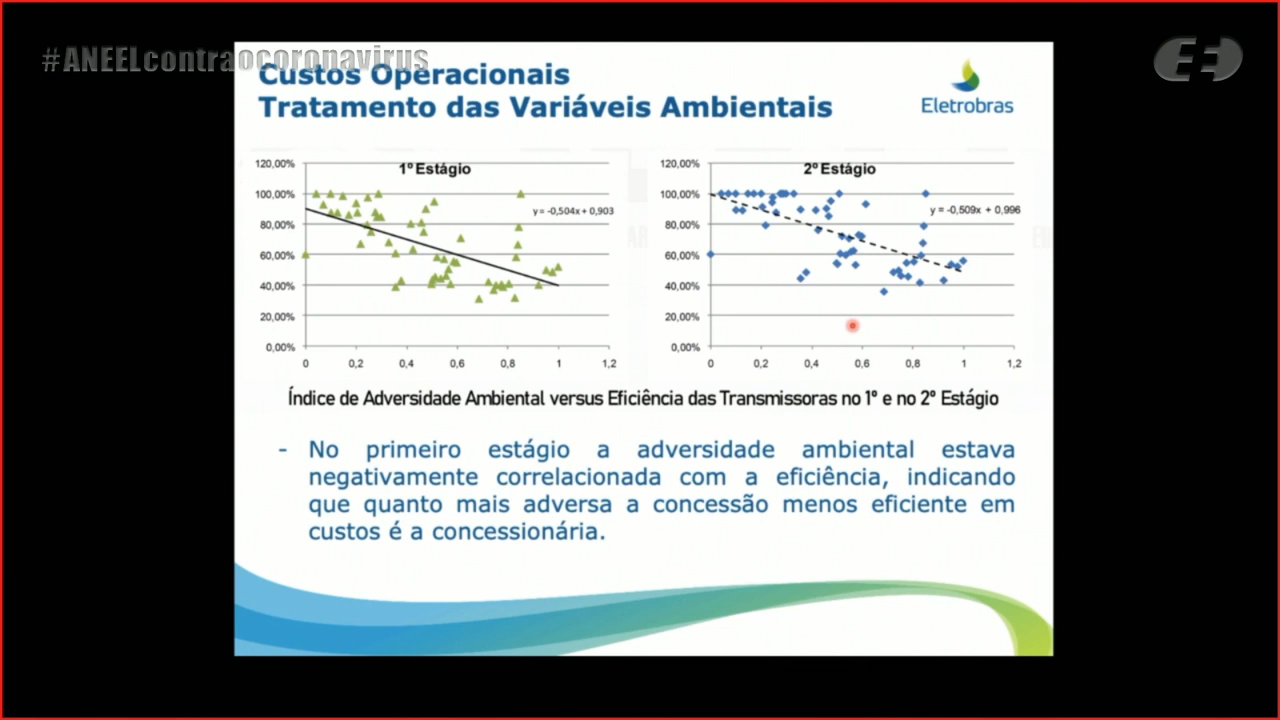 #ANEELcontraocoronavirus
Custos Operacionais
Tratamento das Variáveis Ambientais
Eletrobras
1º Estágio
120,00%
100,00%
80,00%
60,00%
40,00%
20,00%
0,00%
y = -0,504x + 0,903
0 0,2 0,4 0,6 0,8 1 1,2
2º Estágio
120,00%
100,00%
80,00%
60,00%
40,00%
20,00%
0,00%
y = -0,509x + 0,996
0 0,2 0,4 0,6 0,8 1 1,2
Índice de Adversidade Ambiental versus Eficiência das Transmissoras no 1º e no 2º Estágio
- No primeiro estágio a adversidade ambiental estava
negativamente correlacionada com a eficiência, indicando
que quanto mais adversa a concessão menos eficiente em
custos é a concessionária.